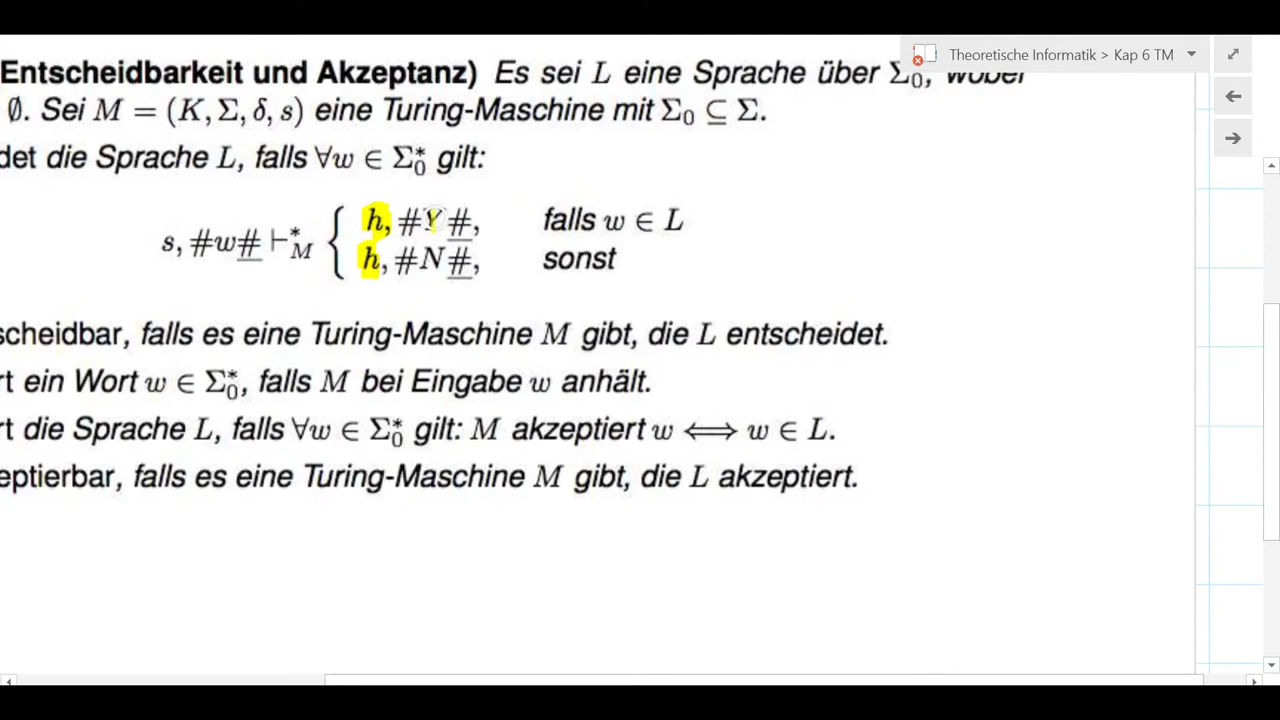 Theoretische Informatik > Kap 6 TM
Entscheidbarkeit und Akzeptanz) Es sei L eine Sprache über Σ₀, wobei
∅. Sei M = (K, Σ, δ, s) eine Turing-Maschine mit Σ₀ ⊆ Σ.
det die Sprache L, falls ∀w ∈ Σ₀* gilt:
s, #w# ⊢*_M { h, #Y#, falls w ∈ L
h, #N#, sonst
scheidbar, falls es eine Turing-Maschine M gibt, die L entscheidet.
rt ein Wort w ∈ Σ₀*, falls M bei Eingabe w anhält.
rt die Sprache L, falls ∀w ∈ Σ₀* gilt: M akzeptiert w ⟺ w ∈ L.
eptierbar, falls es eine Turing-Maschine M gibt, die L akzeptiert.